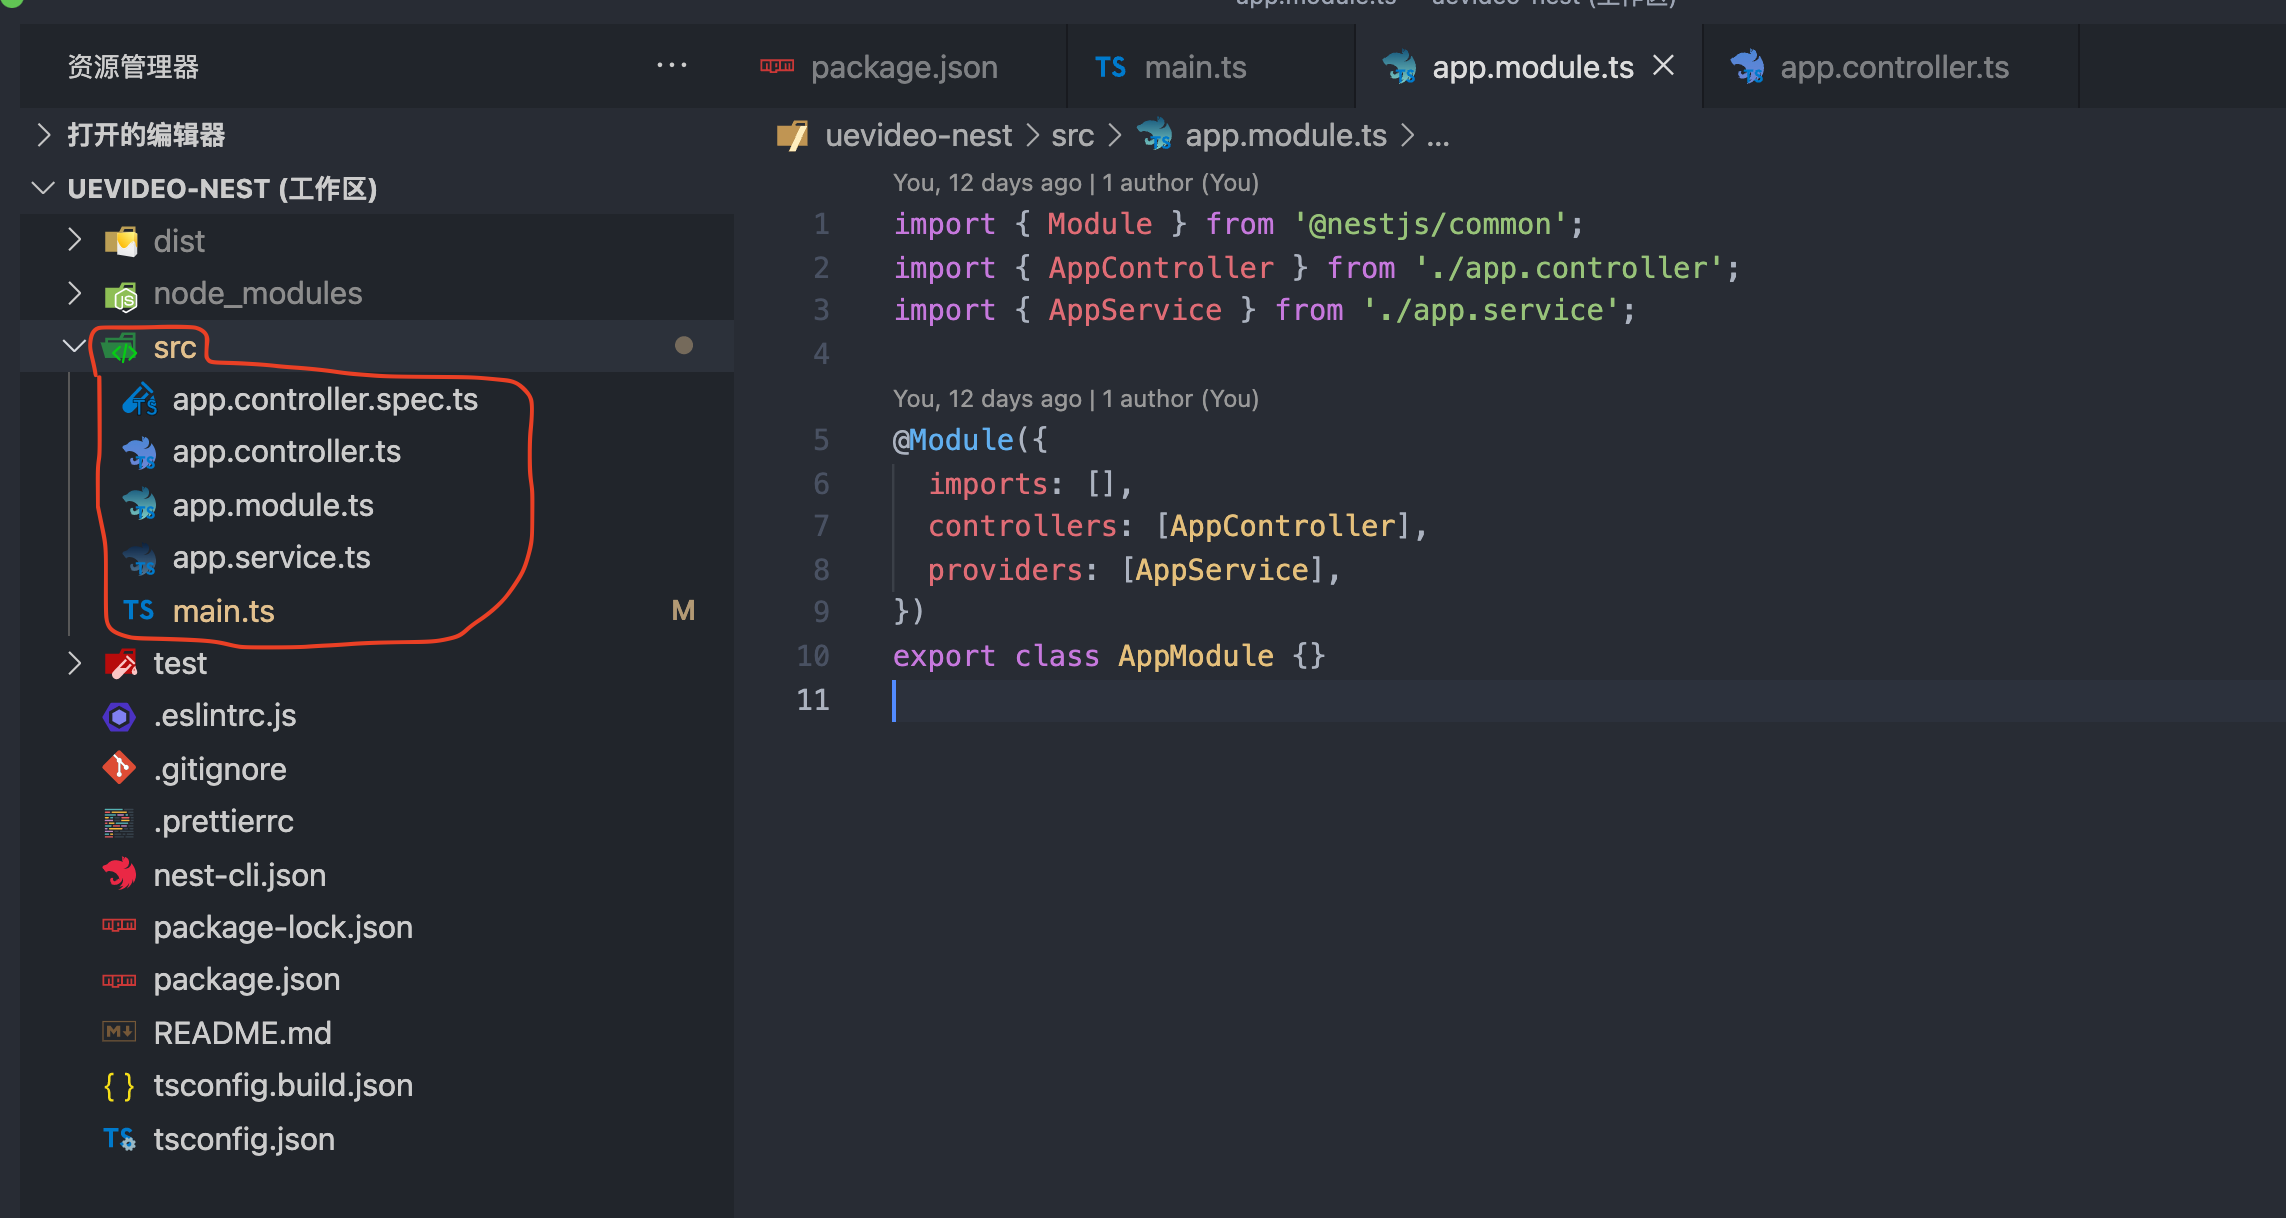 资源管理器
···
package.json
TS main.ts
app.module.ts
app.controller.ts
打开的编辑器
UEVIDEO-NEST (工作区)
dist
node_modules
src
app.controller.spec.ts
app.controller.ts
app.module.ts
app.service.ts
TS main.ts M
test
.eslintrc.js
.gitignore
.prettierrc
nest-cli.json
package-lock.json
package.json
README.md
{ } tsconfig.build.json
TS tsconfig.json
uevideo-nest > src > app.module.ts > ...
You, 12 days ago | 1 author (You)
1 import { Module } from '@nestjs/common';
2 import { AppController } from './app.controller';
3 import { AppService } from './app.service';
4
You, 12 days ago | 1 author (You)
5 @Module({
6 imports: [],
7 controllers: [AppController],
8 providers: [AppService],
9 })
10 export class AppModule {}
11